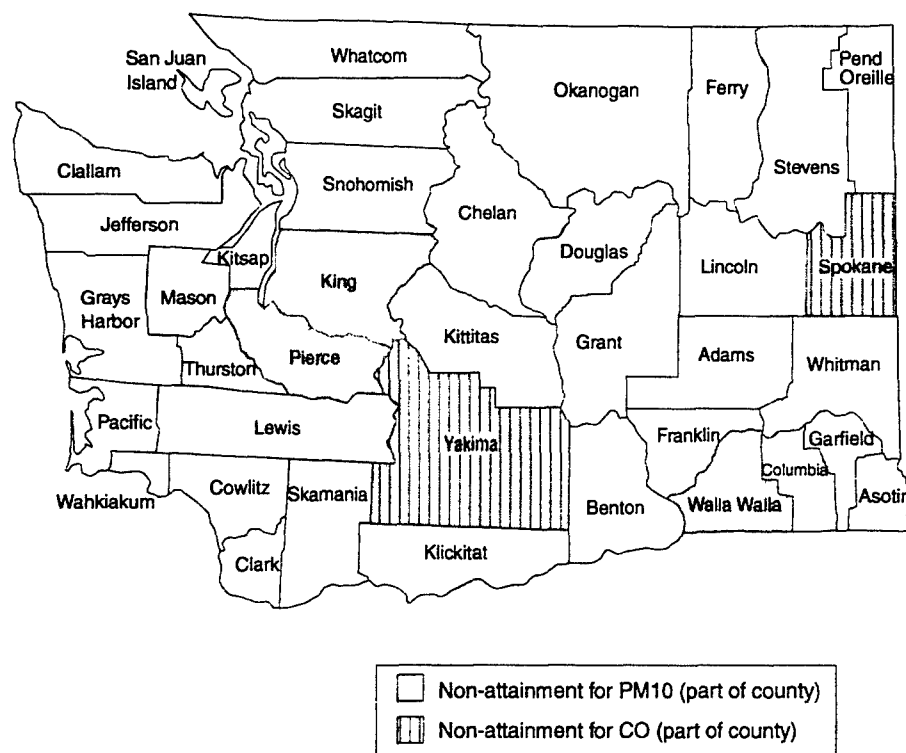 San Juan
Island
Whatcom
Skagit
Okanogan
Ferry
Pend
Oreille
Stevens
Clallam
Snohomish
Chelan
Jefferson
Kitsap
Douglas
Lincoln
Spokane
King
Grays
Harbor
Mason
Kittitas
Grant
Adams
Whitman
Thurston
Pierce
Pacific
Lewis
Yakima
Franklin
Garfield
Columbia
Wahkiakum
Cowlitz
Skamania
Benton
Walla Walla
Asotin
Clark
Klickitat
Non-attainment for PM10 (part of county)
Non-attainment for CO (part of county)